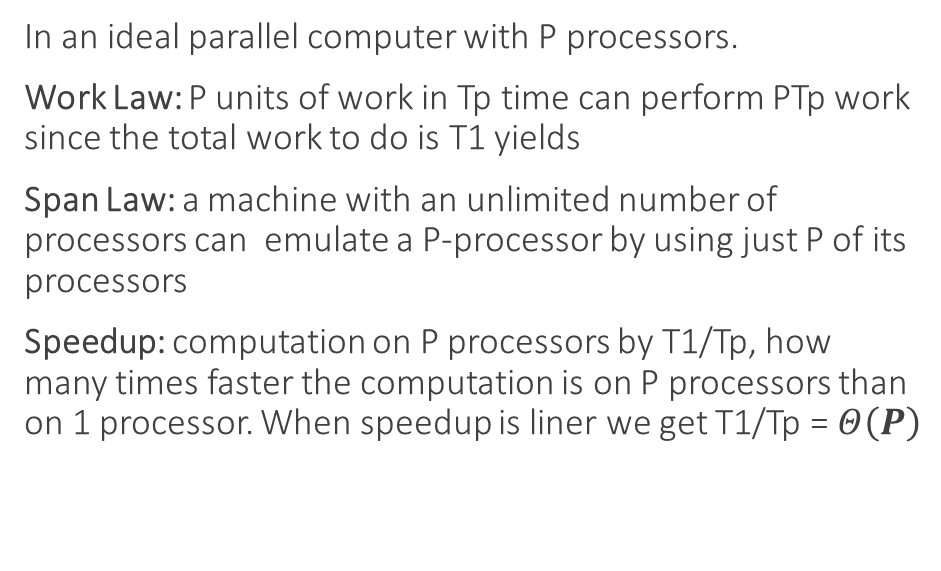 In an ideal parallel computer with P processors.
Work Law: P units of work in Tp time can perform PTp work
since the total work to do is T1 yields
Span Law: a machine with an unlimited number of
processors can  emulate a P-processor by using just P of its
processors
Speedup: computation on P processors by T1/Tp, how
many times faster the computation is on P processors than
on 1 processor. When speedup is liner we get T1/Tp = Θ(P)